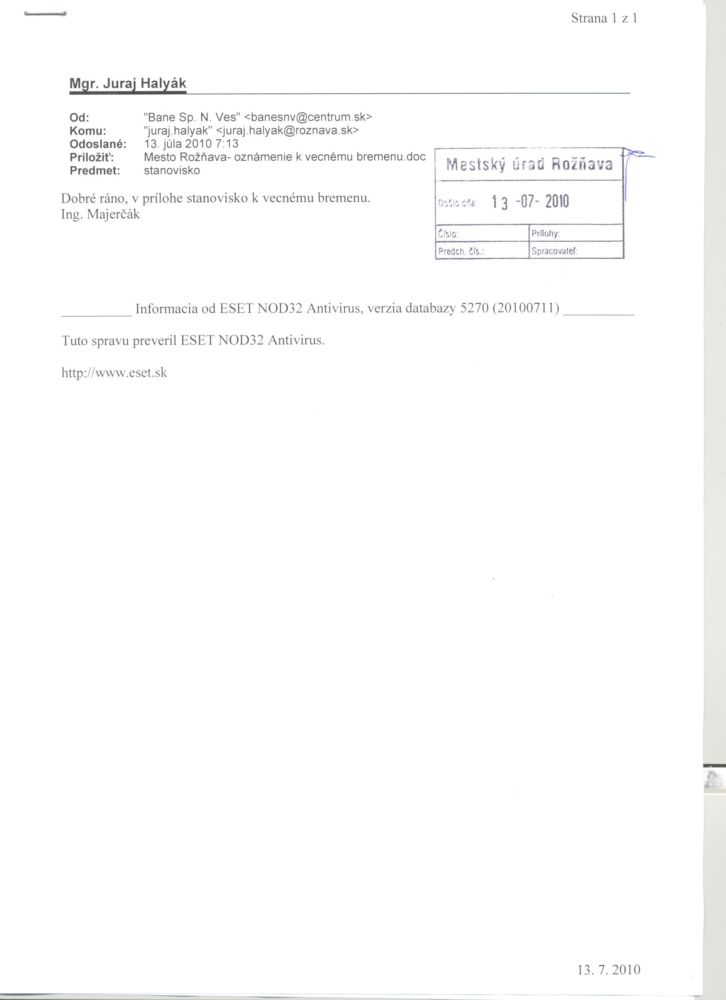 Strana 1 z 1
Mgr. Juraj Halyák
Od: "Bane Sp. N. Ves" <banesnv@centrum.sk>
Komu: "juraj.halyak" <juraj.halyak@roznava.sk>
Odoslané: 13. júla 2010 7:13
Priložiť: Mesto Rožňava- oznámenie k vecnému bremenu.doc
Predmet: stanovisko
Mestský úrad Rožňava
Došlo dňa: 13 -07- 2010
Číslo: Prílohy:
Predch. čís.: Spracovateľ:
Dobré ráno, v prílohe stanovisko k vecnému bremenu.
Ing. Majerčák
__________ Informacia od ESET NOD32 Antivirus, verzia databazy 5270 (20100711) __________
Tuto spravu preveril ESET NOD32 Antivirus.
http://www.eset.sk
13. 7. 2010